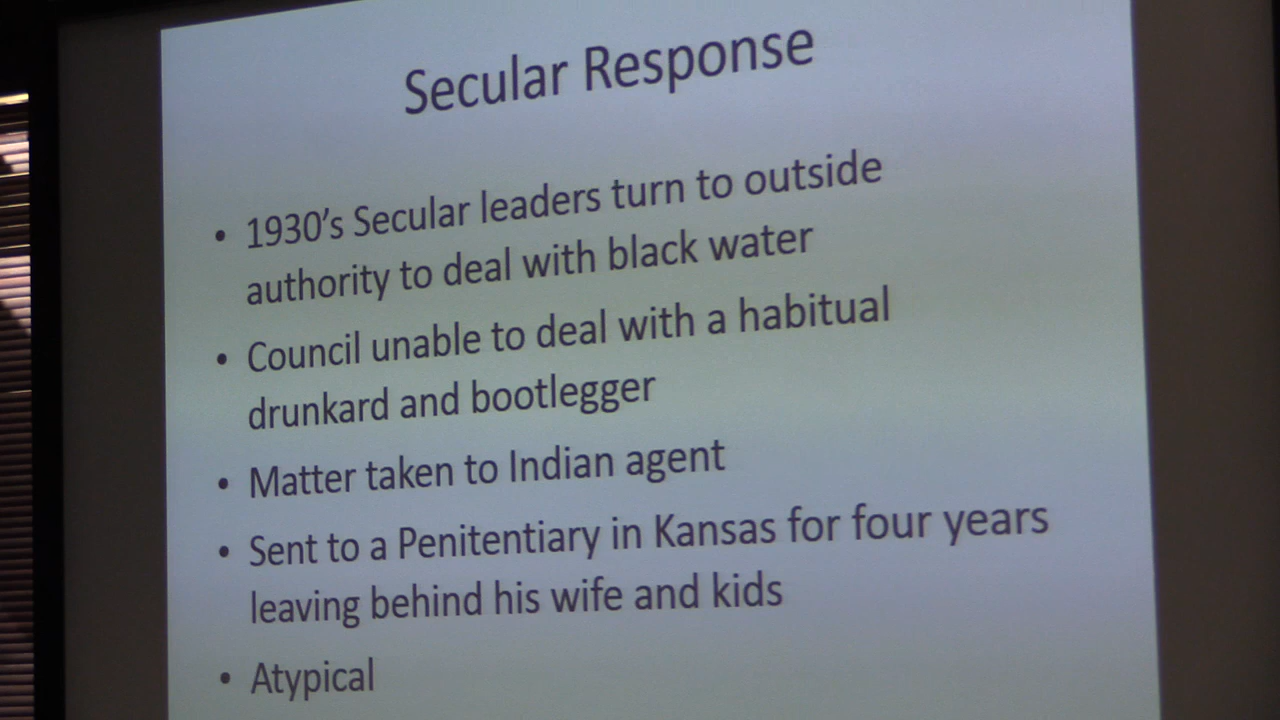 Secular Response
• 1930's Secular leaders turn to outside
authority to deal with black water
• Council unable to deal with a habitual
drunkard and bootlegger
• Matter taken to Indian agent
• Sent to a Penitentiary in Kansas for four years
leaving behind his wife and kids
• Atypical